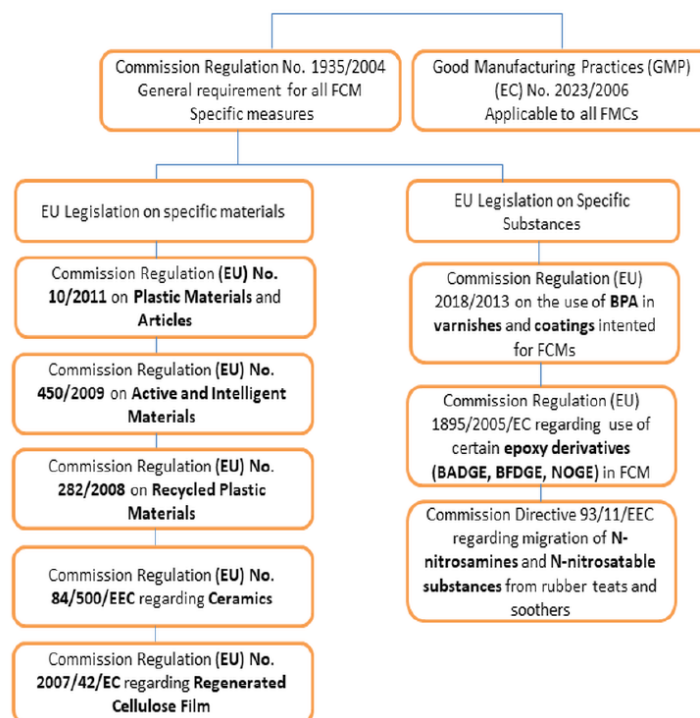 Commission Regulation No. 1935/2004
General requirement for all FCM
Specific measures
Good Manufacturing Practices (GMP)
(EC) No. 2023/2006
Applicable to all FMCs
EU Legislation on specific materials
Commission Regulation (EU) No.
10/2011 on Plastic Materials and
Articles
Commission Regulation (EU) No.
450/2009 on Active and Intelligent
Materials
Commission Regulation (EU) No.
282/2008 on Recycled Plastic
Materials
Commission Regulation (EU) No.
84/500/EEC regarding Ceramics
Commission Regulation (EU) No.
2007/42/EC regarding Regenerated
Cellulose Film
EU Legislation on Specific
Substances
Commission Regulation (EU)
2018/2013 on the use of BPA in
varnishes and coatings intented
for FCMs
Commission Regulation (EU)
1895/2005/EC regarding use of
certain epoxy derivatives
(BADGE, BFDGE, NOGE) in FCM
Commission Directive 93/11/EEC
regarding migration of N-
nitrosamines and N-nitrosatable
substances from rubber teats and
soothers